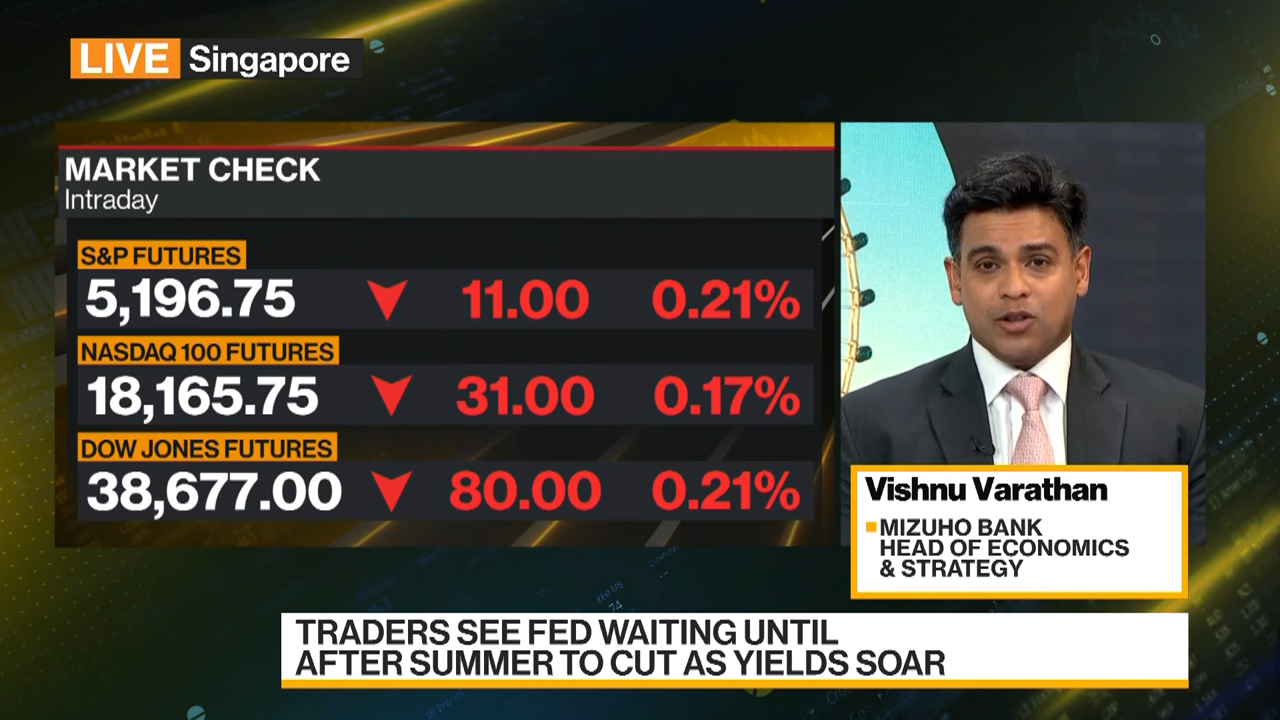 LIVE Singapore
MARKET CHECK
Intraday
S&P FUTURES
5,196.75 11.00 0.21%
NASDAQ 100 FUTURES
18,165.75 31.00 0.17%
DOW JONES FUTURES
38,677.00 80.00 0.21%
Vishnu Varathan
MIZUHO BANK
HEAD OF ECONOMICS
& STRATEGY
TRADERS SEE FED WAITING UNTIL
AFTER SUMMER TO CUT AS YIELDS SOAR